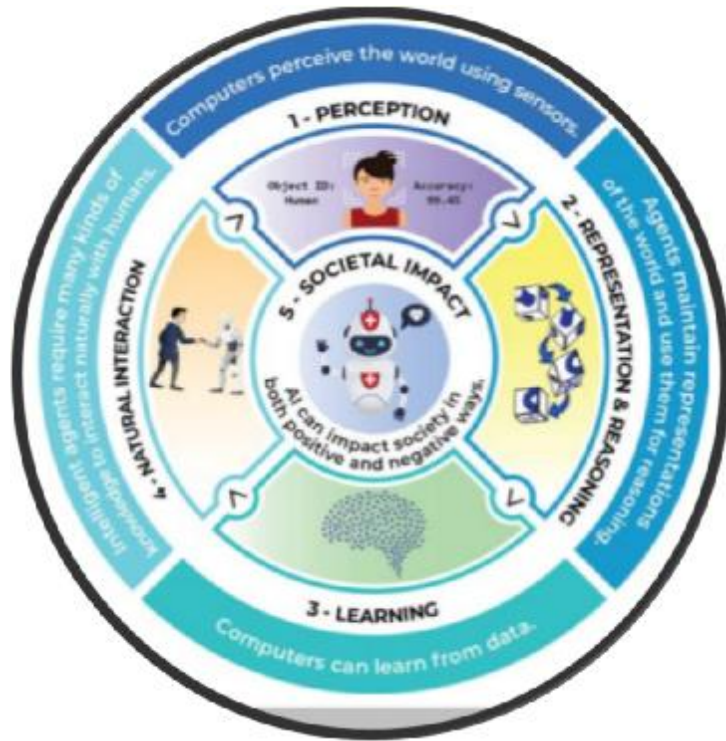 Computers perceive the world using sensors.
1 - PERCEPTION
Object ID:
Human
Accuracy:
99.45
2 - REPRESENTATION & REASONING
Agents maintain representations
of the world and use them for reasoning.
3 - LEARNING
Computers can learn from data.
4 - NATURAL INTERACTION
Intelligent agents require many kinds of
knowledge to interact naturally with humans.
5 - SOCIETAL IMPACT
AI can impact society in
both positive and negative ways.